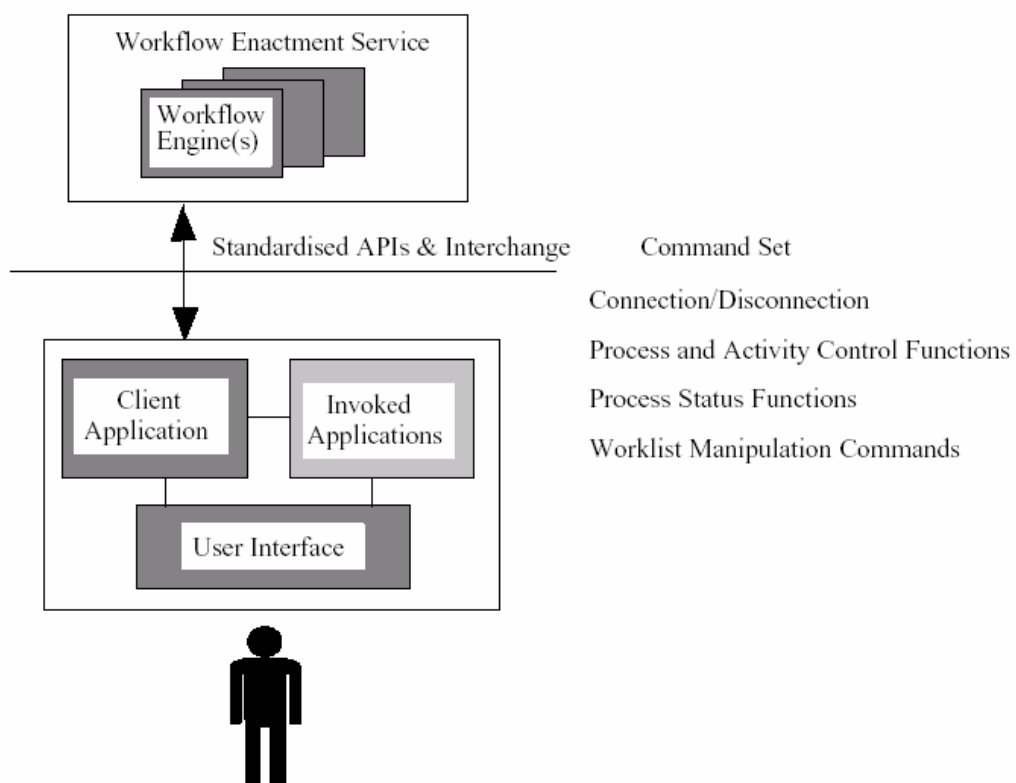 Workflow Enactment Service
Workflow
Engine(s)
Standardised APIs & Interchange
Command Set
Connection/Disconnection
Process and Activity Control Functions
Process Status Functions
Worklist Manipulation Commands
Client
Application
Invoked
Applications
User Interface